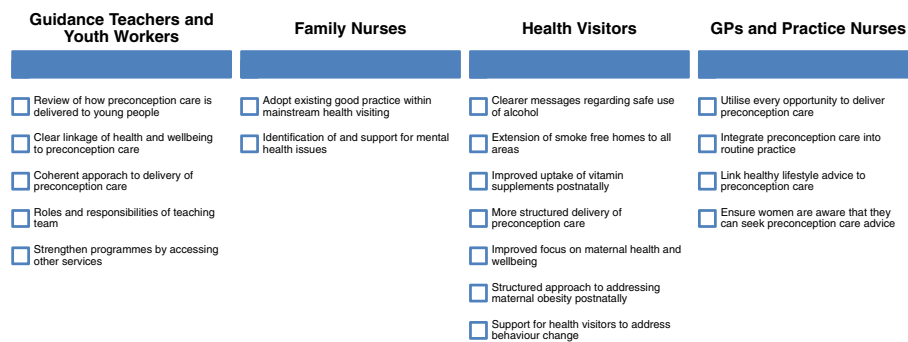 Guidance Teachers and
Youth Workers
Review of how preconception care is
delivered to young people
Clear linkage of health and wellbeing
to preconception care
Coherent apporach to delivery of
preconception care
Roles and responsibilities of teaching
team
Strengthen programmes by accessing
other services
Family Nurses
Adopt existing good practice within
mainstream health visiting
Identification of and support for mental
health issues
Health Visitors
Clearer messages regarding safe use
of alcohol
Extension of smoke free homes to all
areas
Improved uptake of vitamin
supplements postnatally
More structured delivery of
preconception care
Improved focus on maternal health and
wellbeing
Structured approach to addressing
maternal obesity postnatally
Support for health visitors to address
behaviour change
GPs and Practice Nurses
Utilise every opportunity to deliver
preconception care
Integrate preconception care into
routine practice
Link healthy lifestyle advice to
preconception care
Ensure women are aware that they
can seek preconception care advice